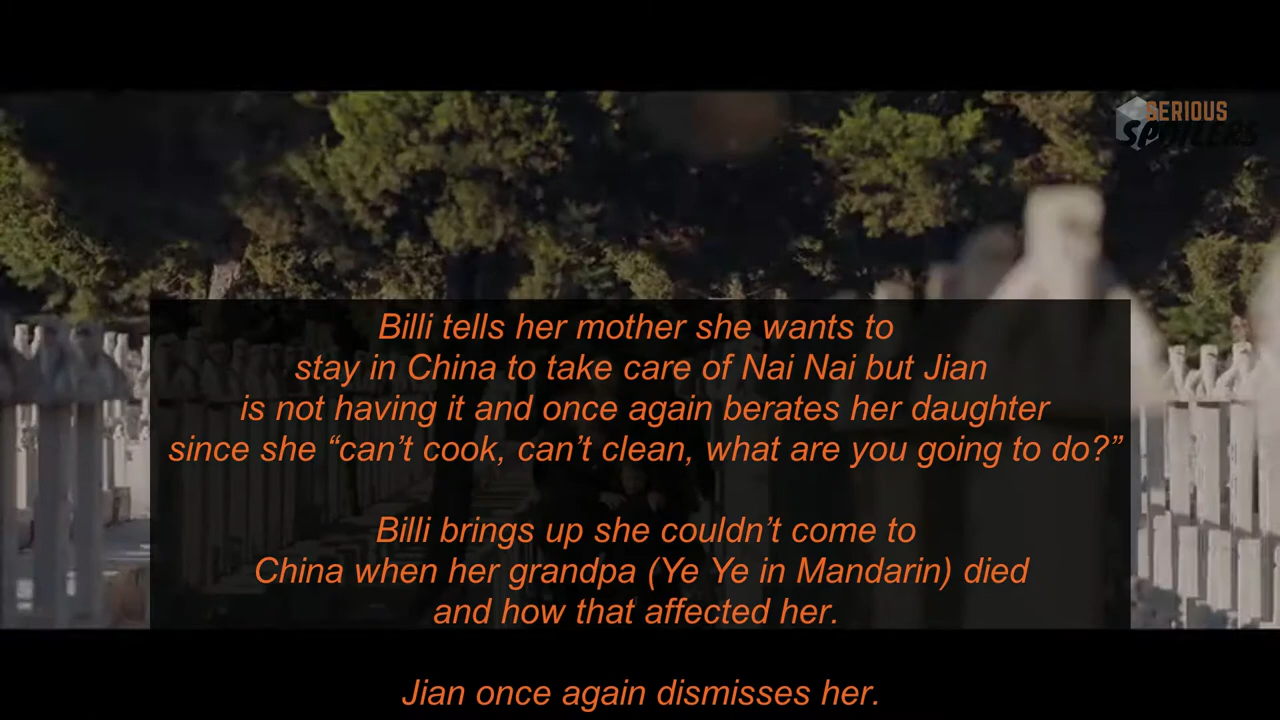 SERIOUS
SPOILERS
Billi tells her mother she wants to
stay in China to take care of Nai Nai but Jian
is not having it and once again berates her daughter
since she “can’t cook, can’t clean, what are you going to do?”
Billi brings up she couldn’t come to
China when her grandpa (Ye Ye in Mandarin) died
and how that affected her.
Jian once again dismisses her.